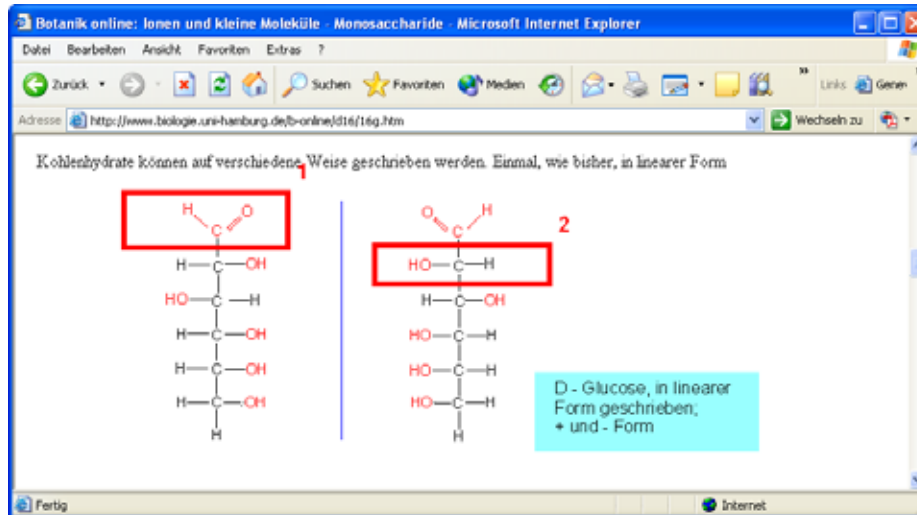 Botanik online: Ionen und kleine Moleküle - Monosaccharide - Microsoft Internet Explorer
Datei Bearbeiten Ansicht Favoriten Extras ?
Zurück Suchen Favoriten Medien » Links Gene
Adresse http://www.biologie.uni-hamburg.de/b-online/d16/16g.htm Wechseln zu
Kohlenhydrate können auf verschiedene Weise geschrieben werden. Einmal, wie bisher, in linearer Form
1
2
H O O H
C C
H C OH HO C H
HO C H H C OH
H C OH HO C H
H C OH HO C H
H C OH HO C H
H H
D - Glucose, in linearer
Form geschrieben;
+ und - Form
Fertig Internet